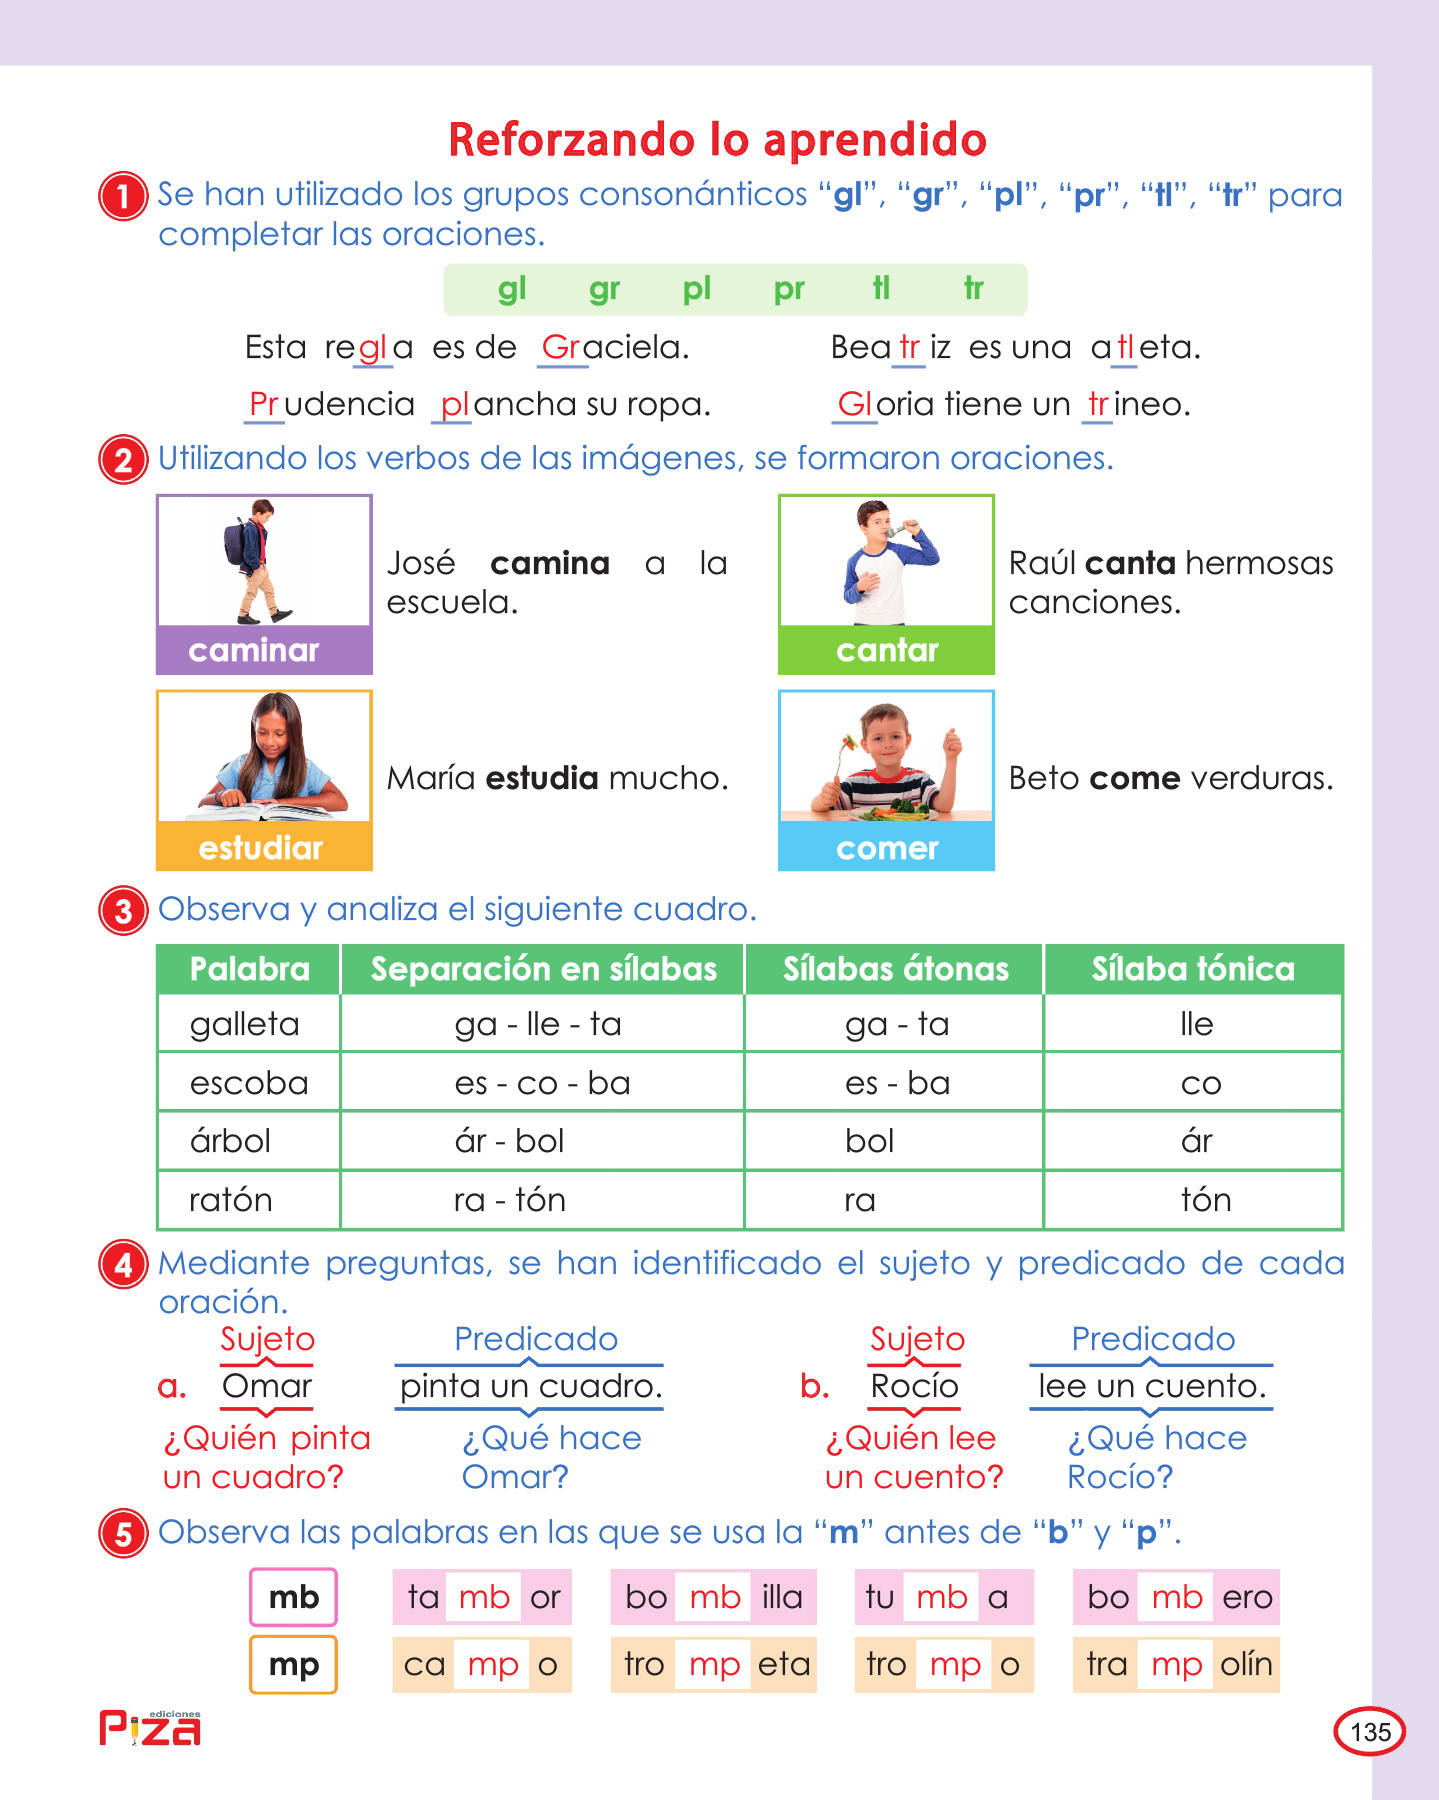 Reforzando lo aprendido
1 Se han utilizado los grupos consonánticos “gl”, “gr”, “pl”, “pr”, “tl”, “tr” para
completar las oraciones.
gl gr pl pr tl tr
Esta regla es de Graciela. Beatriz es una atleta.
Prudencia plancha su ropa. Gloria tiene un trineo.
2 Utilizando los verbos de las imágenes, se formaron oraciones.
caminar
José camina a la
escuela.
cantar
Raúl canta hermosas
canciones.
estudiar
María estudia mucho.
comer
Beto come verduras.
3 Observa y analiza el siguiente cuadro.
Palabra Separación en sílabas Sílabas átonas Sílaba tónica
galleta ga - lle - ta ga - ta lle
escoba es - co - ba es - ba co
árbol ár - bol bol ár
ratón ra - tón ra tón
4 Mediante preguntas, se han identificado el sujeto y predicado de cada
oración.
Sujeto Predicado Sujeto Predicado
a. Omar pinta un cuadro. b. Rocío lee un cuento.
¿Quién pinta ¿Qué hace ¿Quién lee ¿Qué hace
un cuadro? Omar? un cuento? Rocío?
5 Observa las palabras en las que se usa la “m” antes de “b” y “p”.
mb ta mb or bo mb illa tu mb a bo mb ero
mp ca mp o tro mp eta tro mp o tra mp olín
ediciones
Piza
135